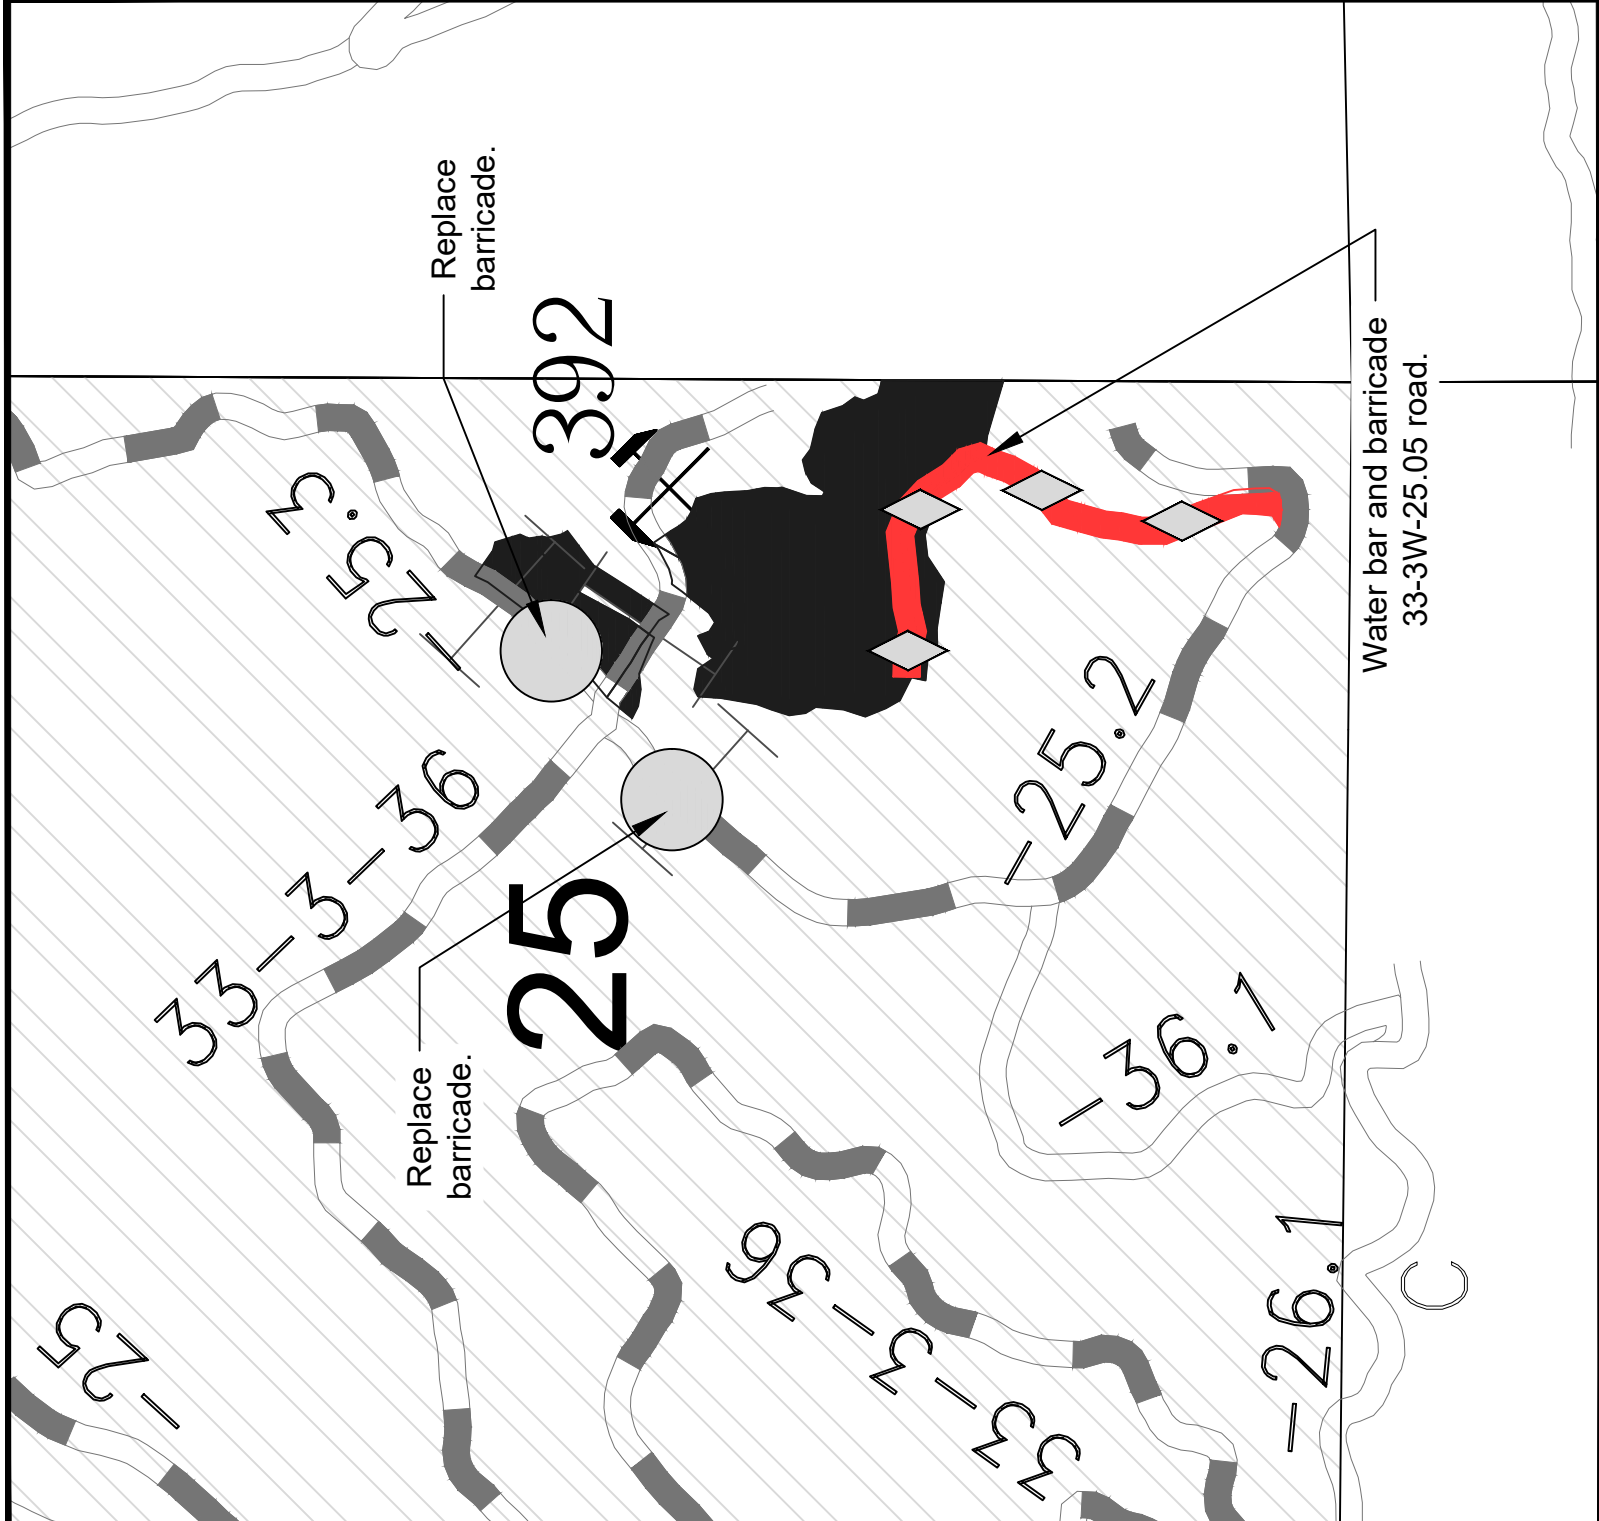 Replace
barricade.
392
-25.3
33-3-36
25
Replace
barricade.
-25.2
Water bar and barricade
33-3W-25.05 road.
-36.1
33-3-36
-26.1
-25
C